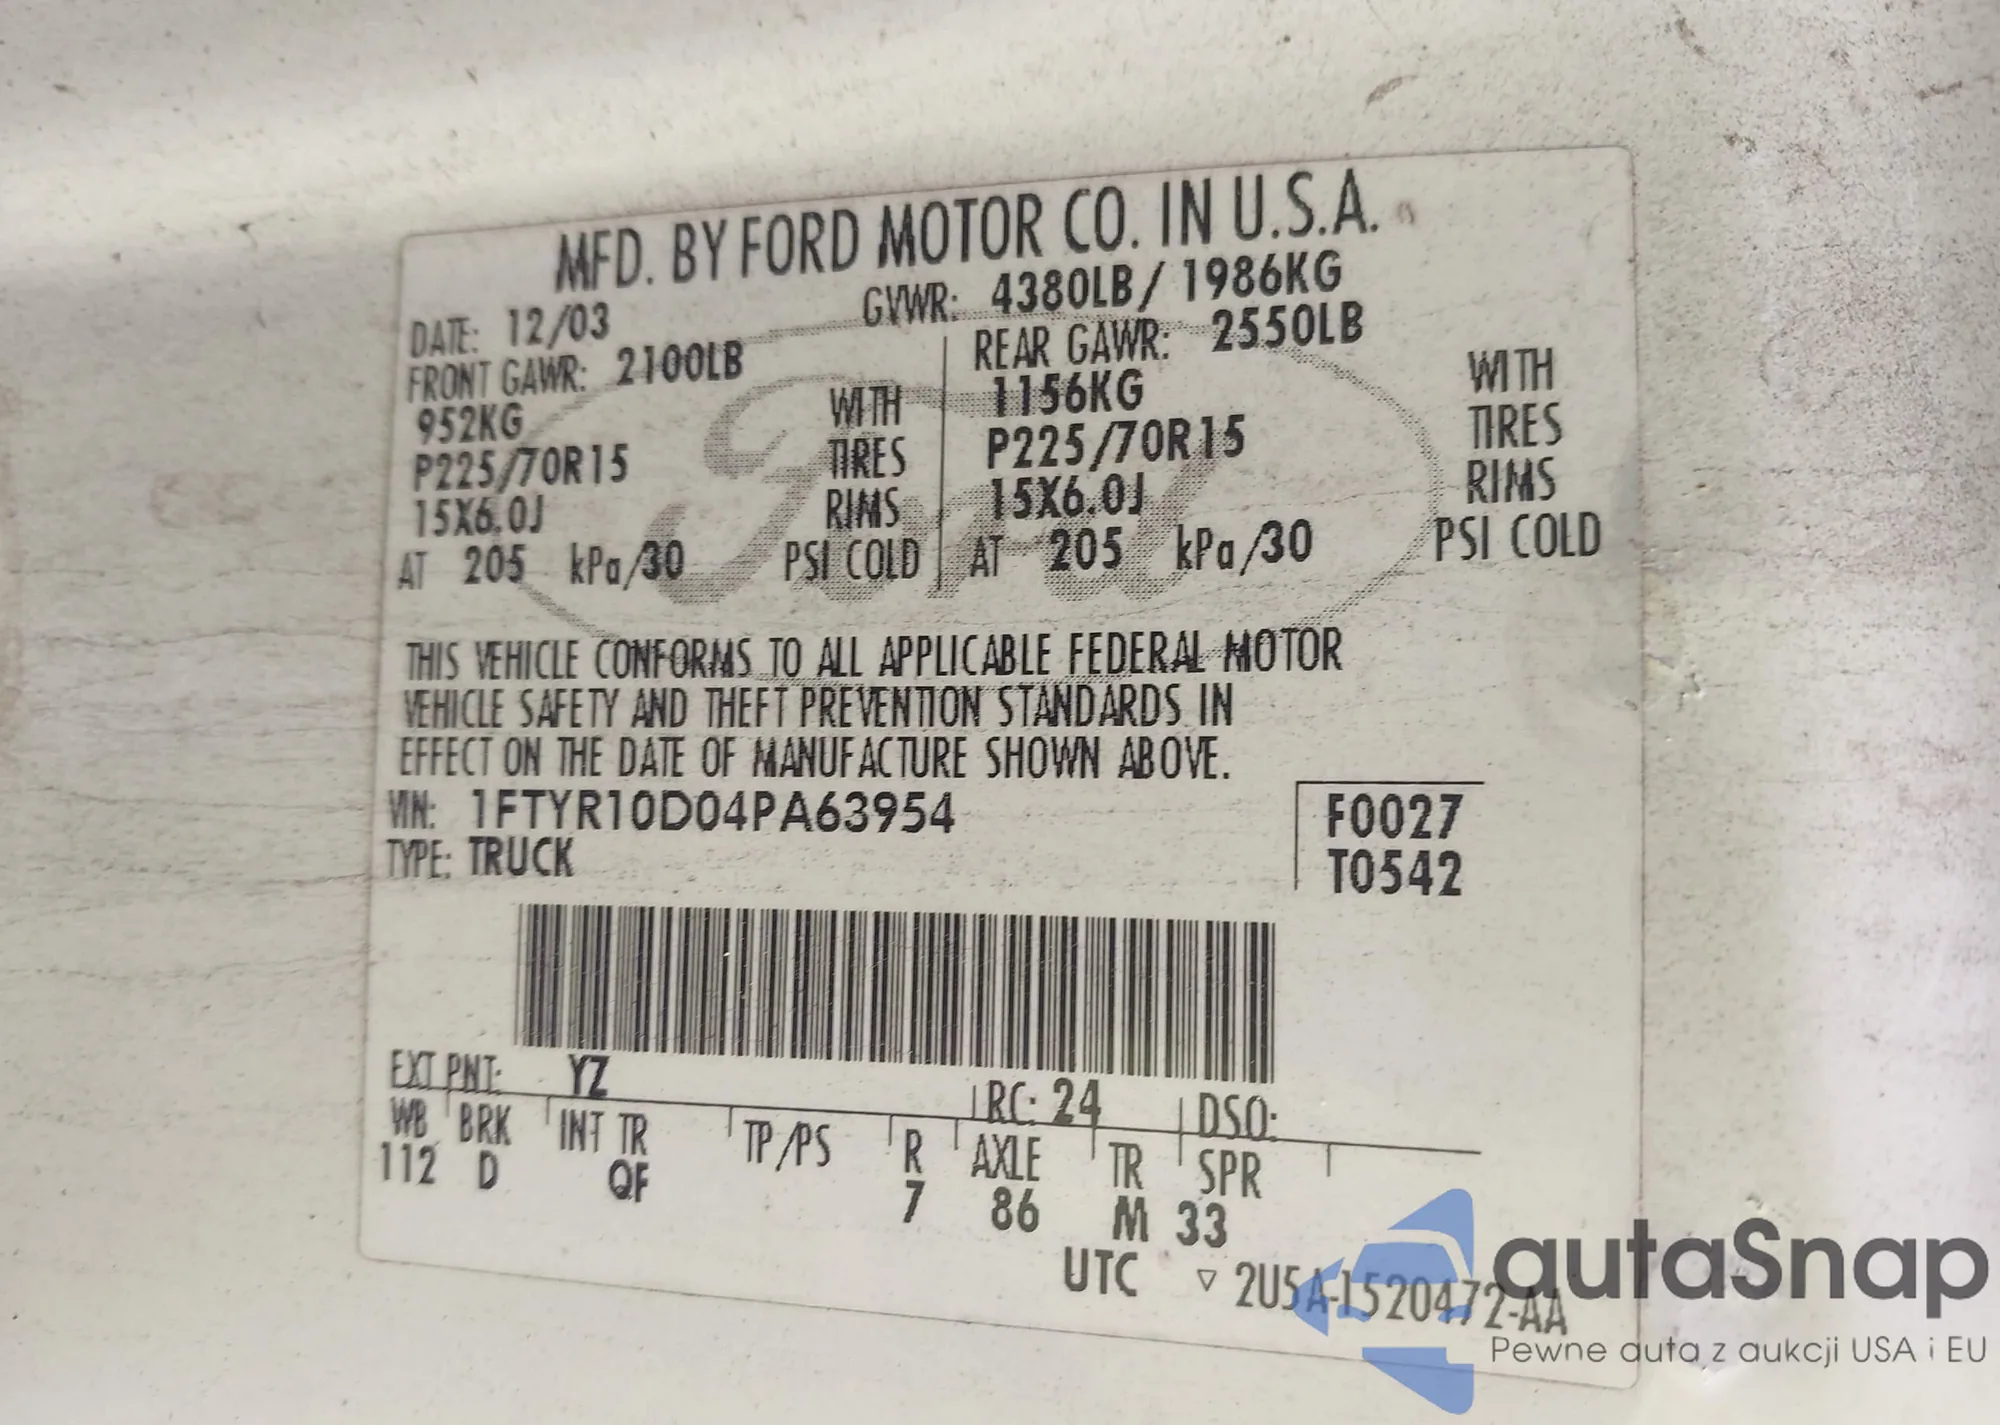 MFD. BY FORD MOTOR CO. IN U.S.A.
DATE: 12/03 GVWR: 4380LB / 1986KG
FRONT GAWR: 2100LB REAR GAWR: 2550LB
952KG WITH 1156KG WITH
P225/70R15 TIRES P225/70R15 TIRES
15X6.0J RIMS 15X6.0J RIMS
AT 205 kPa/30 PSI COLD AT 205 kPa/30 PSI COLD
Ford
THIS VEHICLE CONFORMS TO ALL APPLICABLE FEDERAL MOTOR
VEHICLE SAFETY AND THEFT PREVENTION STANDARDS IN
EFFECT ON THE DATE OF MANUFACTURE SHOWN ABOVE.
VIN: 1FTYR10D04PA63954 F0027
TYPE: TRUCK T0542
EXT PNT: YZ RC: 24 DSO:
WB BRK INT TR TP/PS R AXLE TR SPR
112 D QF 7 86 M 33
UTC ▽ 2U5A-1520472-AA
autaSnap
Pewne auta z aukcji USA i EU